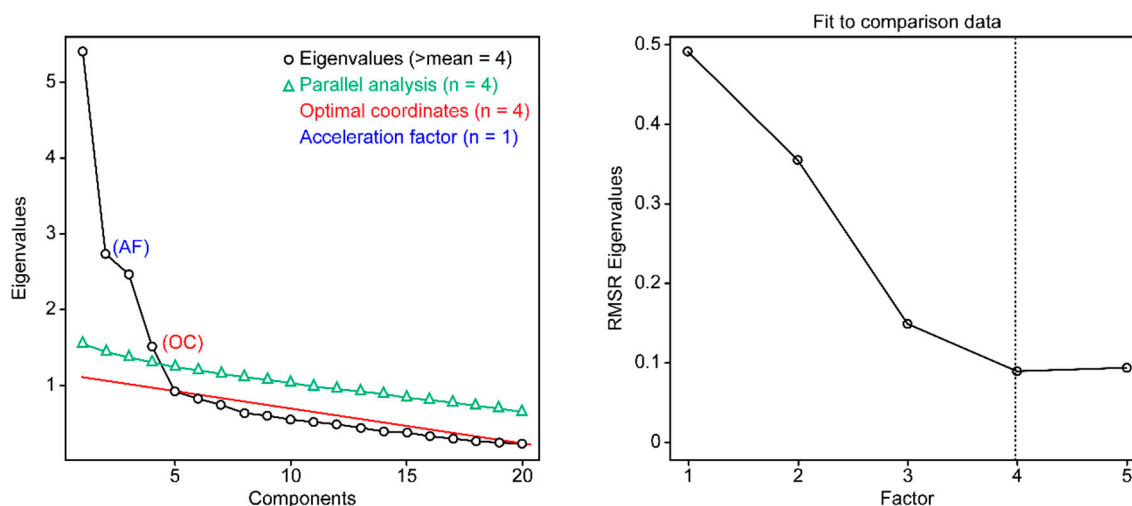 Eigenvalues (>mean = 4)
Parallel analysis (n = 4)
Optimal coordinates (n = 4)
Acceleration factor (n = 1)
(AF)
(OC)
Eigenvalues
5
4
3
2
1
5
10
15
20
Components
Fit to comparison data
RMSR Eigenvalues
0.5
0.4
0.3
0.2
0.1
0
1
2
3
4
5
Factor